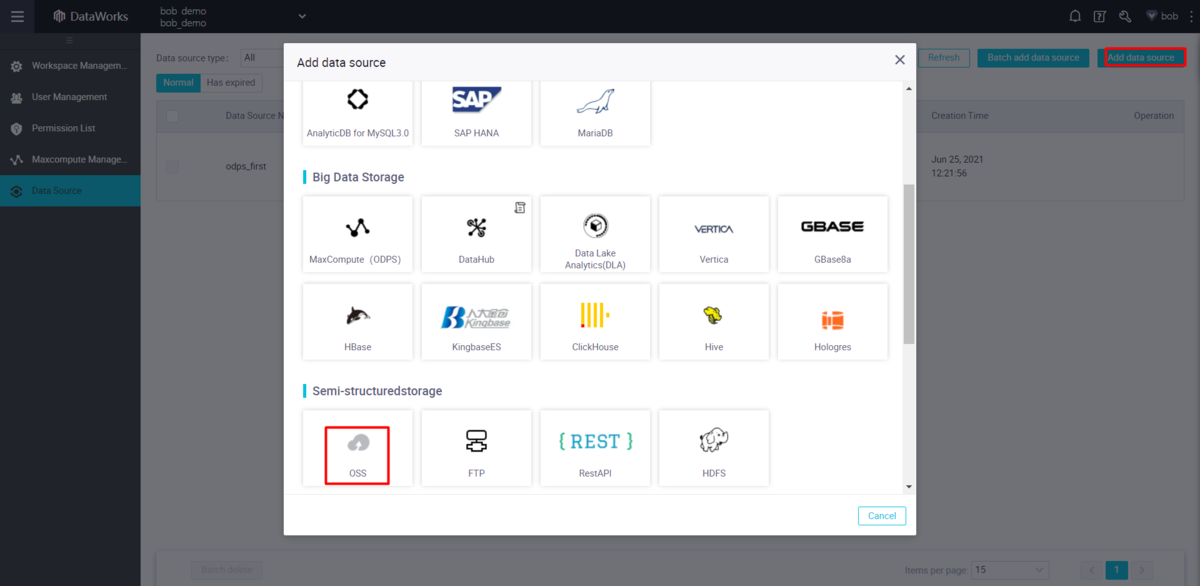 DataWorks
bob_demo
bob_demo
bob
Workspace Managem...
User Management
Permission List
Maxcompute Manage...
Data Source
Data source type:
All
Refresh
Batch add data source
Add data source
Normal
Has expired
Data Source N
Creation Time
Operation
odps_first
Jun 25, 2021
12:21:56
Add data source
AnalyticDB for MySQL3.0
SAP
SAP HANA
MariaDB
Big Data Storage
MaxCompute（ODPS）
DataHub
Data Lake
Analytics(DLA)
VERTICA
Vertica
GBASE
GBase8a
HBase
人大金仓
Kingbase
KingbaseES
ClickHouse
Hive
Hologres
Semi-structuredstorage
OSS
FTP
{ REST }
RestAPI
HDFS
Cancel
Batch delete
Items per page:
15
1